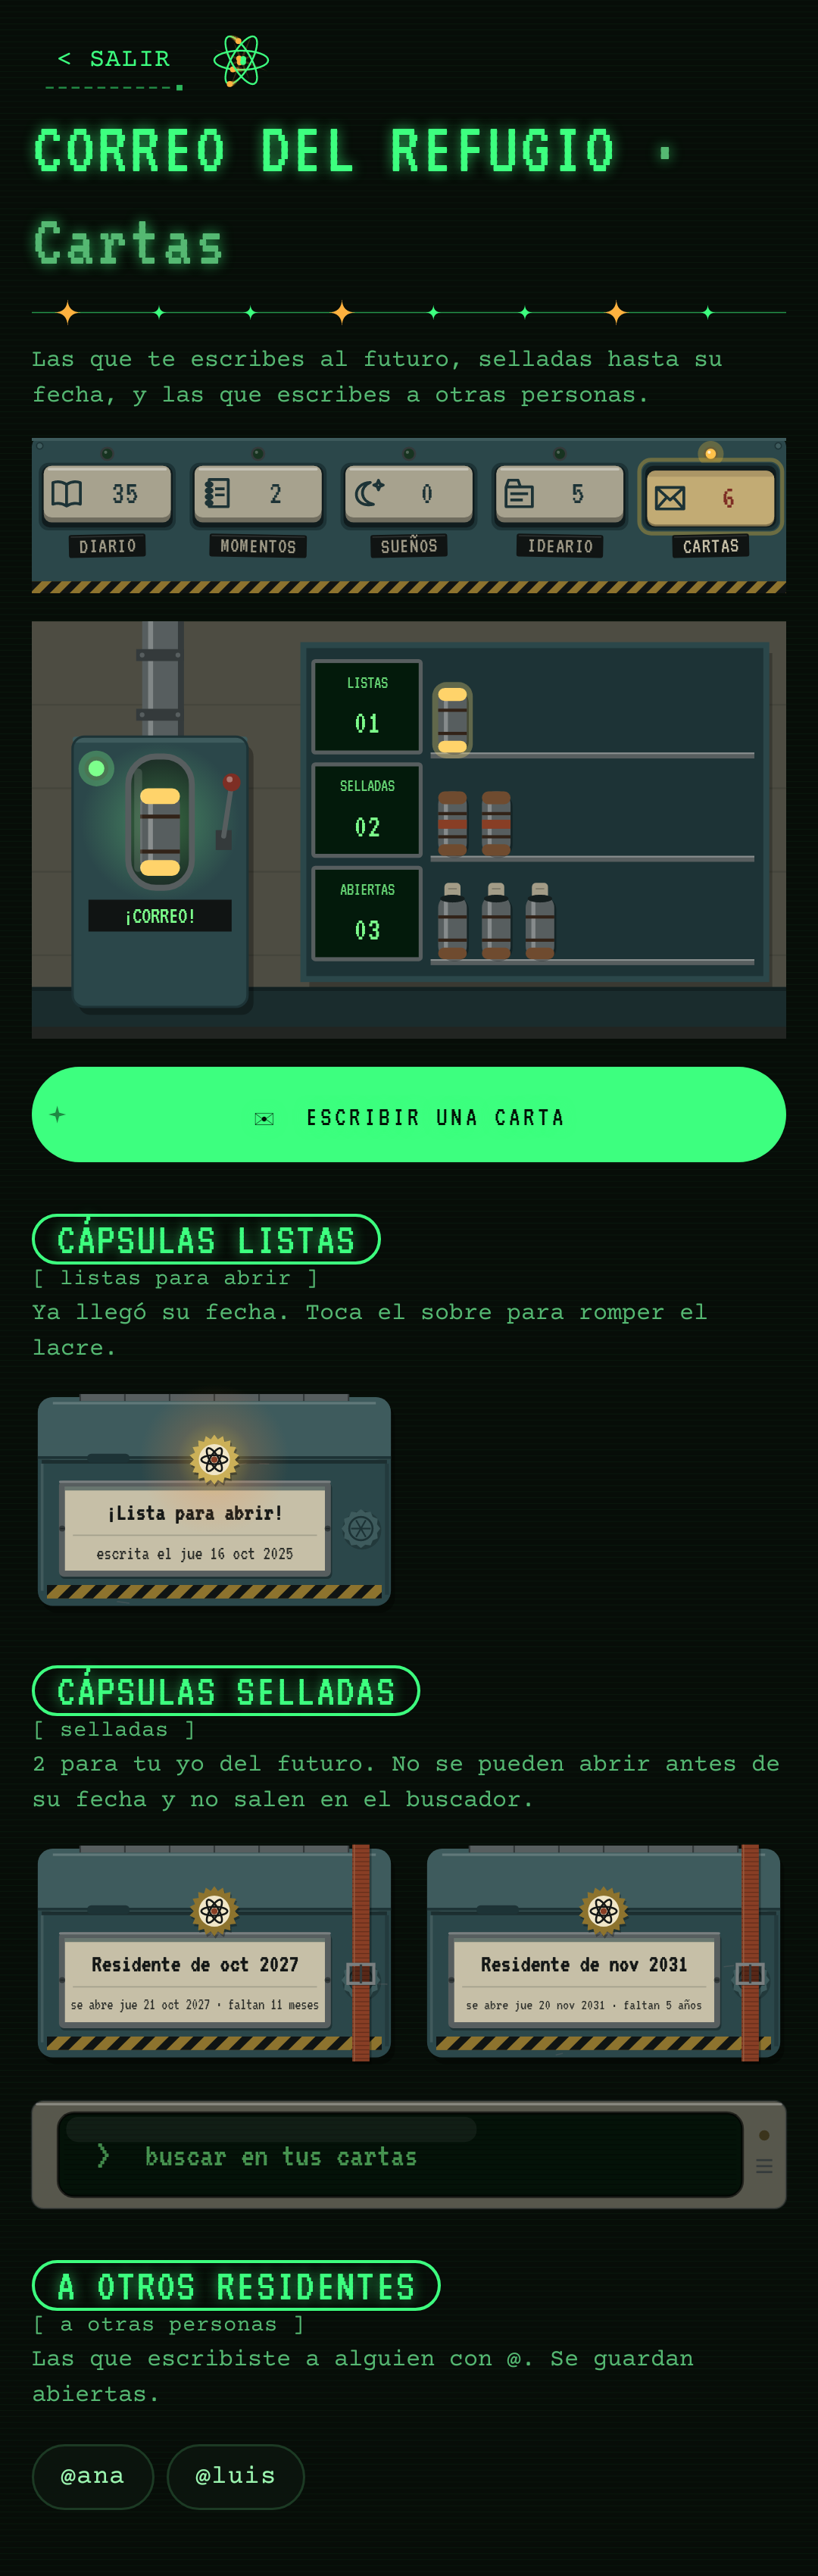 < SALIR
CORREO DEL REFUGIO ·
Cartas
Las que te escribes al futuro, selladas hasta su
fecha, y las que escribes a otras personas.
35 2 0 5 6
DIARIO MOMENTOS SUEÑOS IDEARIO CARTAS
LISTAS
01
SELLADAS
02
ABIERTAS
03
¡CORREO!
ESCRIBIR UNA CARTA
CÁPSULAS LISTAS
[ listas para abrir ]
Ya llegó su fecha. Toca el sobre para romper el
lacre.
¡Lista para abrir!
escrita el jue 16 oct 2025
CÁPSULAS SELLADAS
[ selladas ]
2 para tu yo del futuro. No se pueden abrir antes de
su fecha y no salen en el buscador.
Residente de oct 2027
se abre jue 21 oct 2027 · faltan 11 meses
Residente de nov 2031
se abre jue 20 nov 2031 · faltan 5 años
> buscar en tus cartas
A OTROS RESIDENTES
[ a otras personas ]
Las que escribiste a alguien con @. Se guardan
abiertas.
@ana @luis